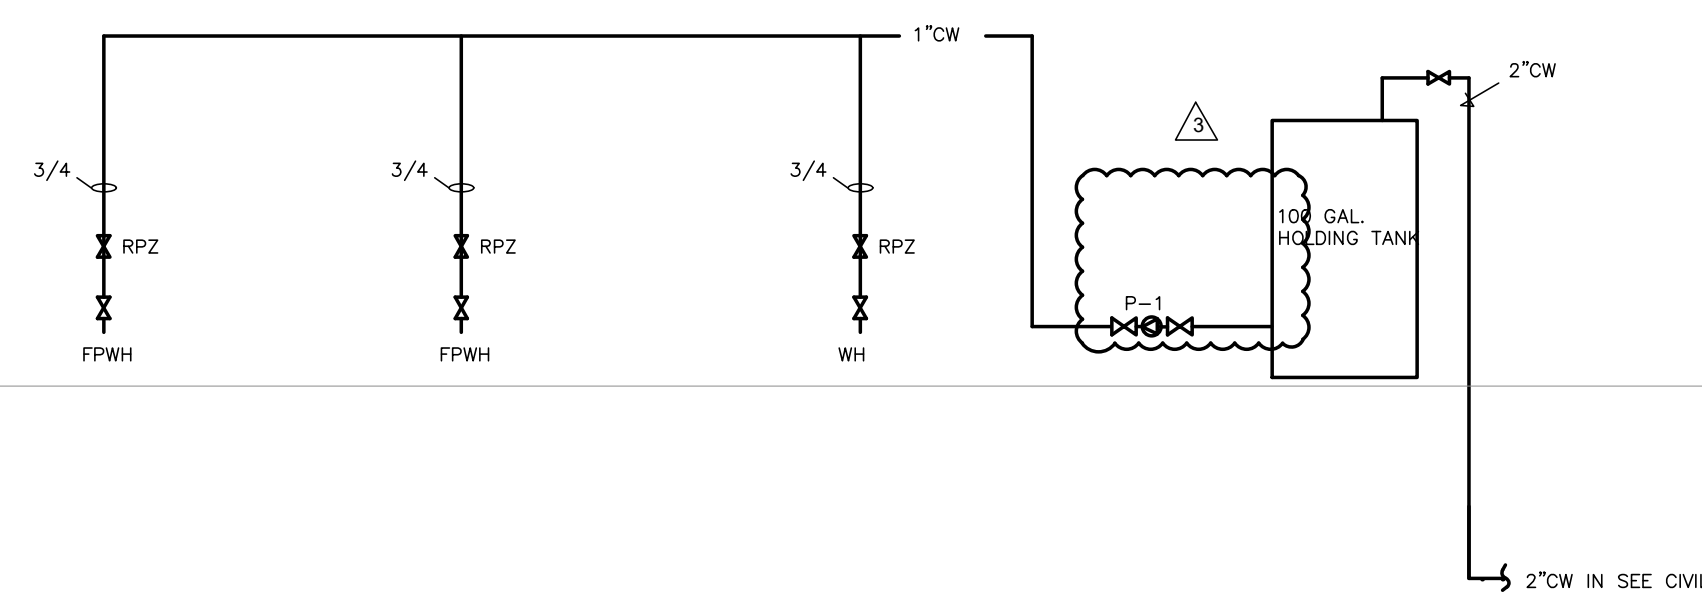 1"CW
2"CW
3
3/4
3/4
3/4
100 GAL.
HOLDING TANK
RPZ
RPZ
RPZ
P-1
FPWH
FPWH
WH
2"CW IN SEE CIVIL